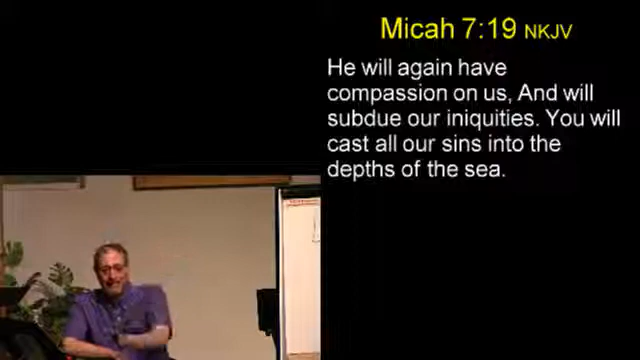 Micah 7:19 NKJV
He will again have
compassion on us, And will
subdue our iniquities. You will
cast all our sins into the
depths of the sea.